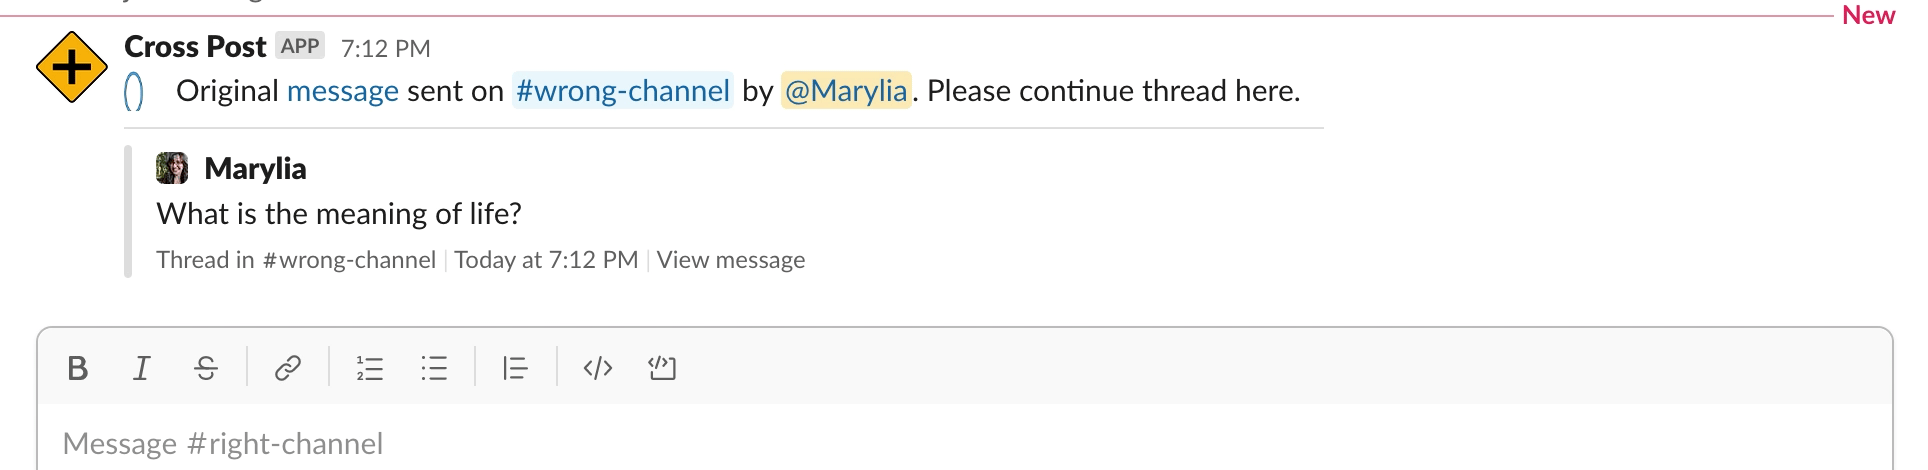 New
Cross Post APP 7:12 PM
Original message sent on #wrong-channel by @Marylia. Please continue thread here.
Marylia
What is the meaning of life?
Thread in #wrong-channel | Today at 7:12 PM | View message
B I S
Message #right-channel